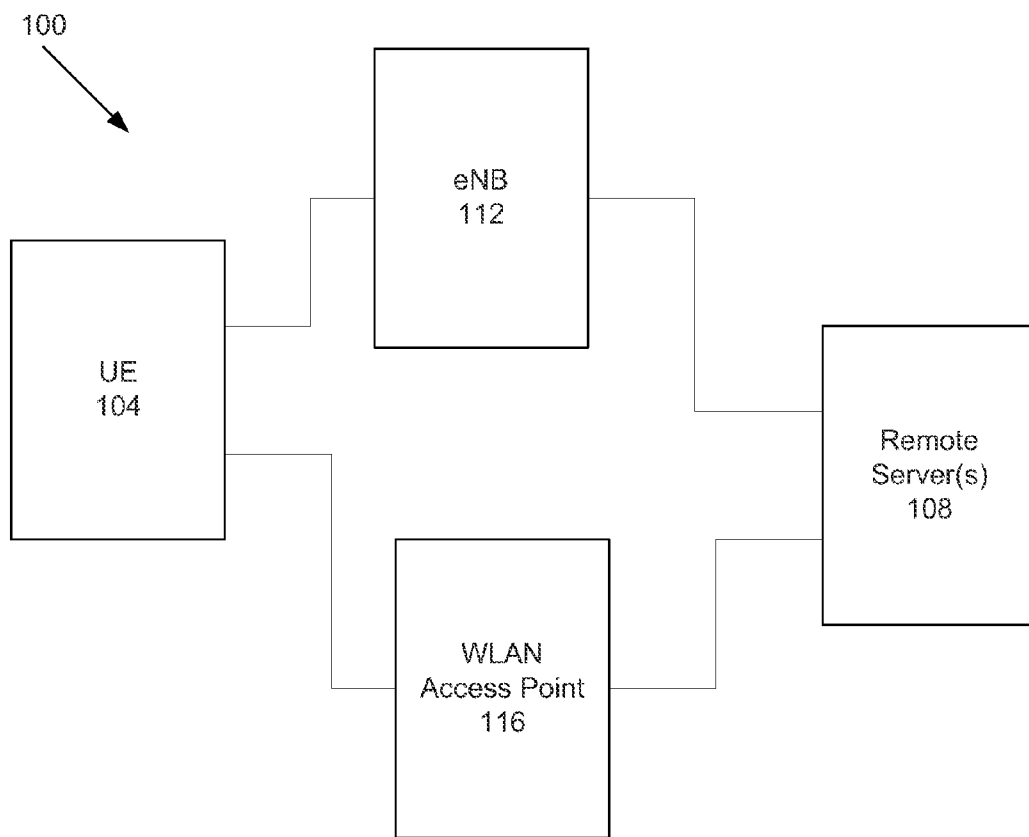 100
eNB
112
UE
104
Remote
Server(s)
108
WLAN
Access Point
116